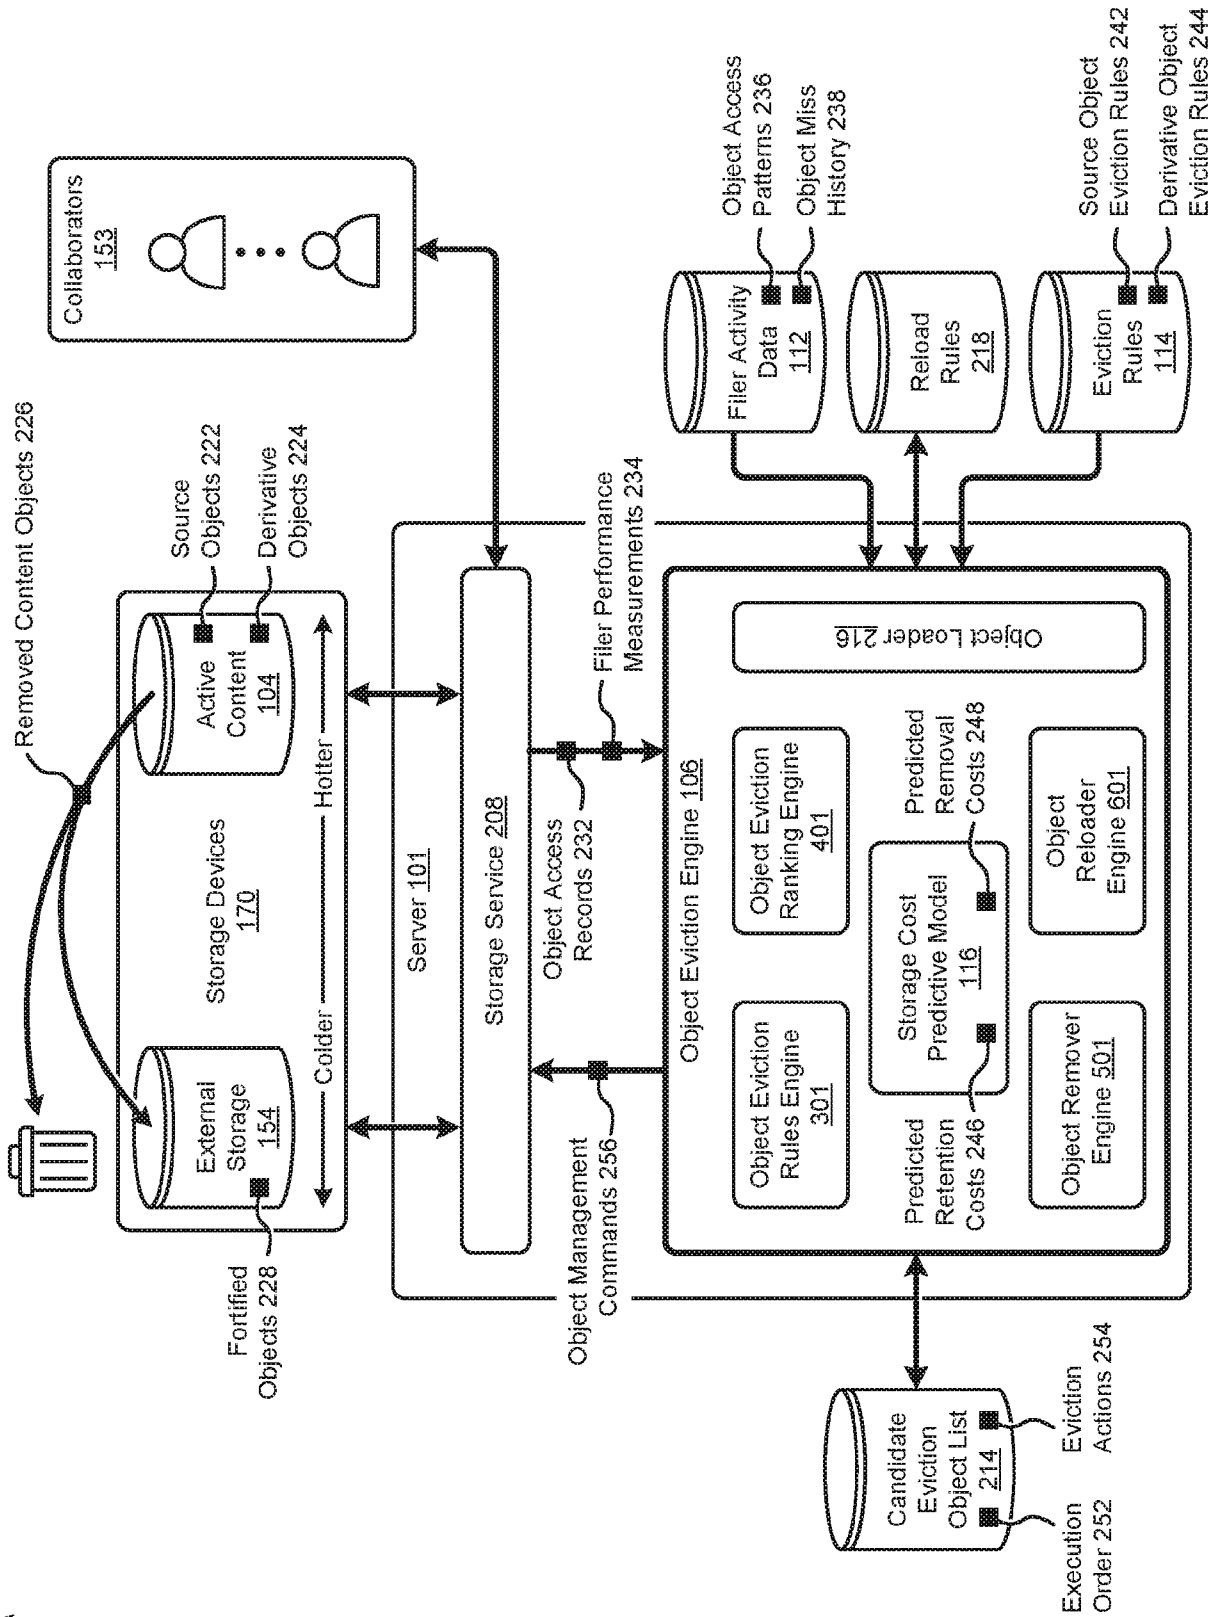 Removed Content Objects 226
Fortified
Objects 228
External
Storage
154
Storage Devices
170
Active
Content
104
Source
Objects 222
Derivative
Objects 224
Colder
Hotter
Collaborators
153
Server 101
Storage Service 208
Object Management
Commands 256
Object Access
Records 232
Filer Performance
Measurements 234
Object Eviction Engine 106
Object Eviction
Rules Engine
301
Object Eviction
Ranking Engine
401
Predicted
Retention
Costs 246
Storage Cost
Predictive Model
116
Predicted
Removal
Costs 248
Object Remover
Engine 501
Object
Reloader
Engine 601
Object Loader 216
Candidate
Eviction
Object List
214
Execution
Order 252
Eviction
Actions 254
Filer Activity
Data
112
Object Access
Patterns 236
Object Miss
History 238
Reload
Rules
218
Eviction
Rules
114
Source Object
Eviction Rules 242
Derivative Object
Eviction Rules 244